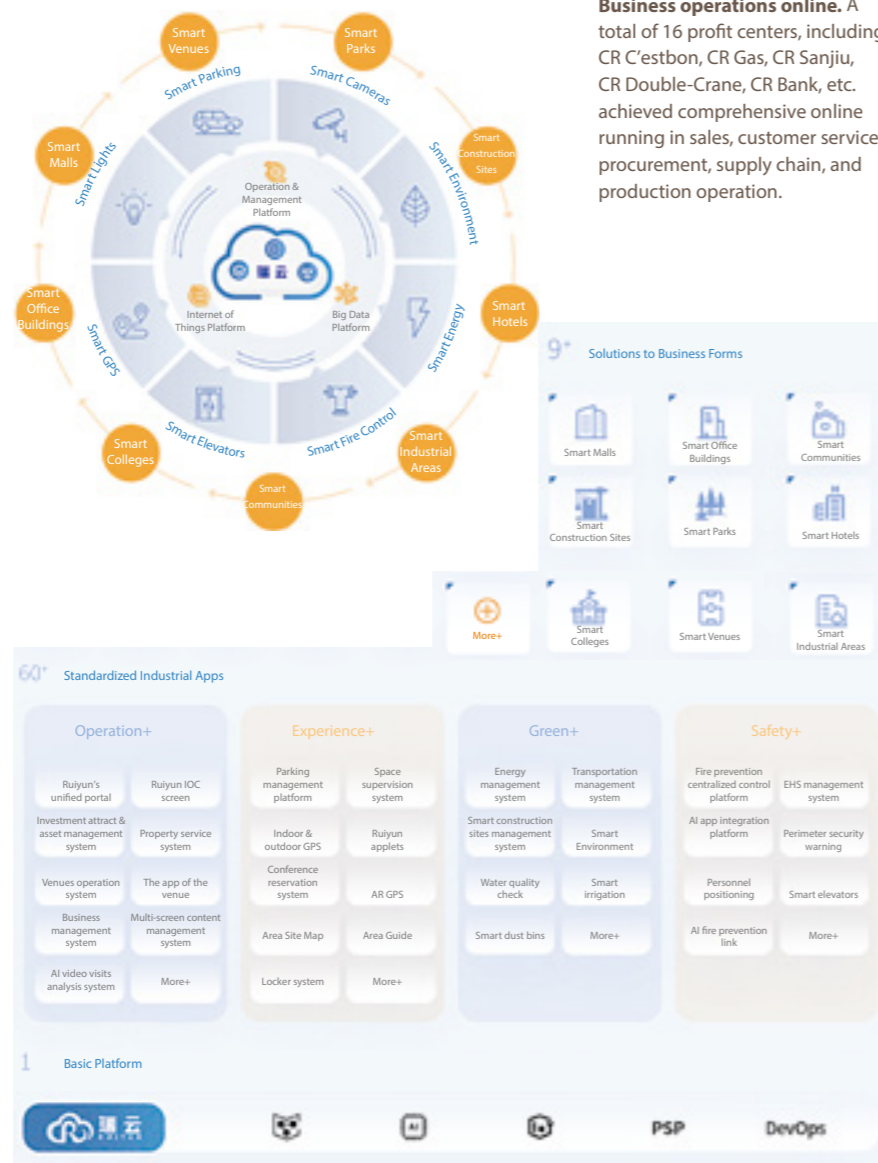 Business operations online. A
total of 16 profit centers, including
CR C'estbon, CR Gas, CR Sanjiu,
CR Double-Crane, CR Bank, etc.
achieved comprehensive online
running in sales, customer service
procurement, supply chain, and
production operation.
Smart
Venues
Smart
Parks
Smart
Construction
Sites
Smart
Hotels
Smart
Industrial
Areas
Smart
Communities
Smart
Colleges
Smart
Office
Buildings
Smart
Malls
Smart Parking
Smart Cameras
Smart Environment
Smart Energy
Smart Fire Control
Smart Elevators
Smart GPS
Smart Lights
Operation &
Management
Platform
Internet of
Things Platform
Big Data
Platform
云
9+
Solutions to Business Forms
Smart Malls
Smart Office
Buildings
Smart
Communities
Smart
Construction Sites
Smart Parks
Smart Hotels
More+
Smart
Colleges
Smart Venues
Smart
Industrial Areas
60+
Standardized Industrial Apps
Operation+
Ruiyun's
unified portal
Ruiyun IOC
screen
Investment attract &
asset management
system
Property service
system
Venues operation
system
The app of the
venue
Business
management
system
Multi-screen content
management
system
AI video visits
analysis system
More+
Experience+
Parking
management
platform
Space
supervision
system
Indoor &
outdoor GPS
Ruiyun
applets
Conference
reservation
system
AR GPS
Area Site Map
Area Guide
Locker system
More+
Green+
Energy
management
system
Transportation
management
system
Smart construction
sites management
system
Smart
Environment
Water quality
check
Smart
irrigation
Smart dust bins
More+
Safety+
Fire prevention
centralized control
platform
EHS management
system
AI app integration
platform
Perimeter security
warning
Personnel
positioning
Smart elevators
AI fire prevention
link
More+
1
Basic Platform
云
AI
PSP
DevOps